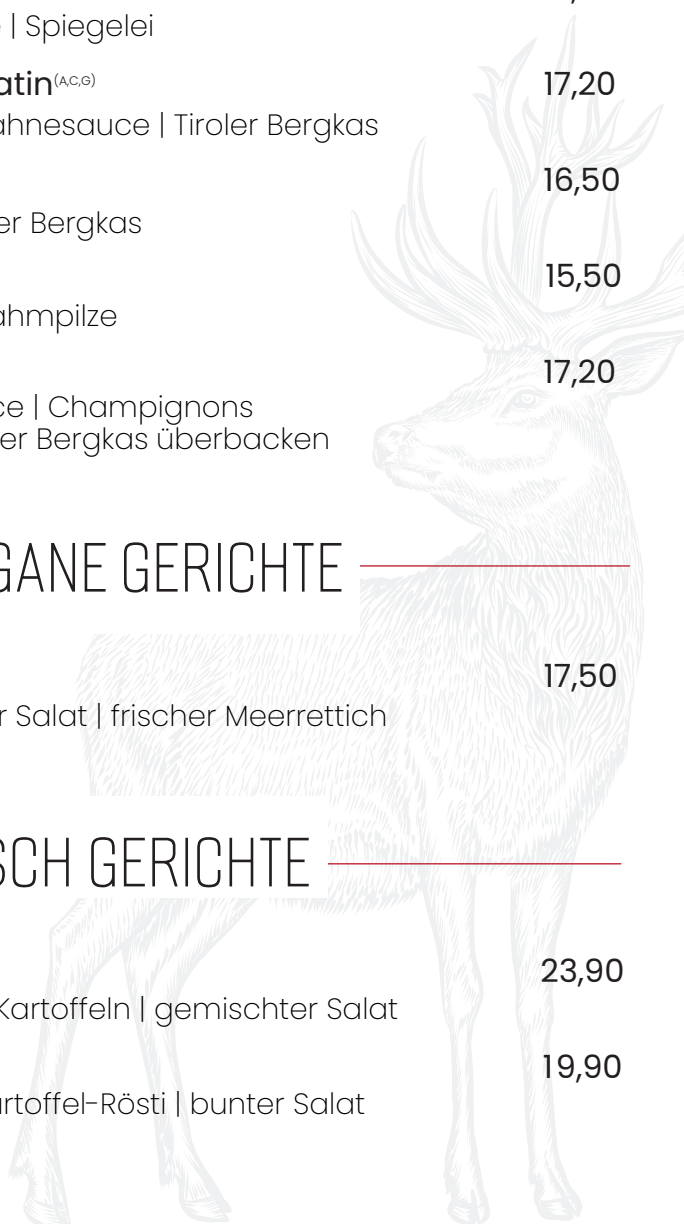 | Spiegelei
atin(A,C,G) 17,20
ahnesauce | Tiroler Bergkas
16,50
er Bergkas
15,50
ahmpilze
17,20
ce | Champignons
er Bergkas überbacken
GANE GERICHTE
17,50
r Salat | frischer Meerrettich
SCH GERICHTE
23,90
Kartoffeln | gemischter Salat
19,90
artoffel-Rösti | bunter Salat